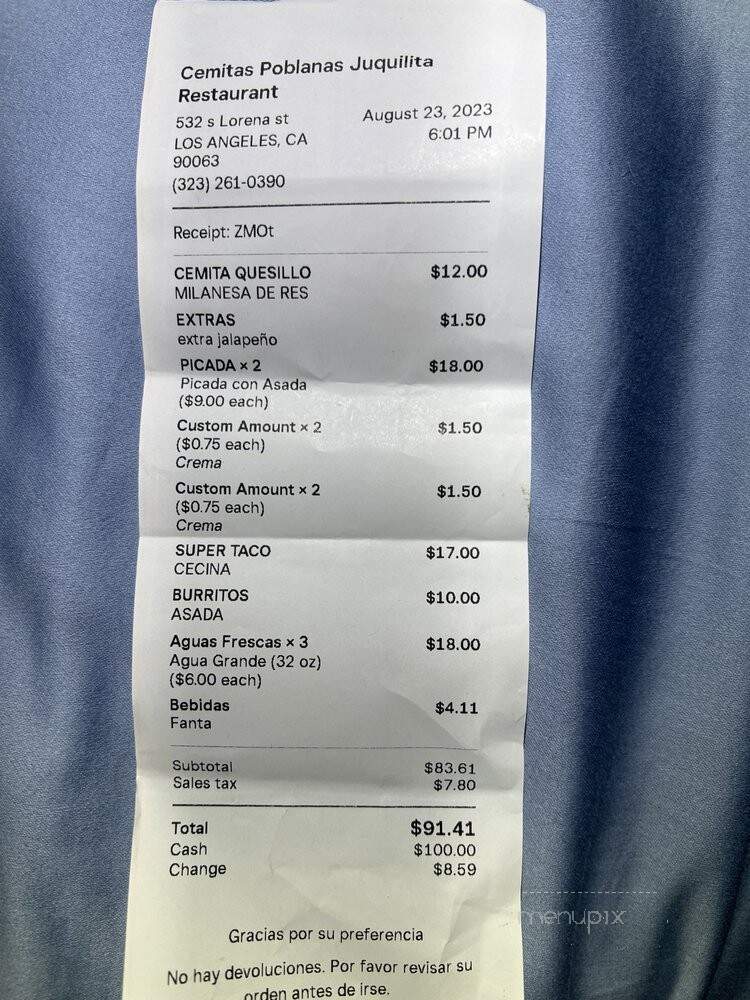 Cemitas Poblanas Juquilita
Restaurant
532 s Lorena st
LOS ANGELES, CA
90063
(323) 261-0390
August 23, 2023
6:01 PM
Receipt: ZMOt
CEMITA QUESILLO $12.00
MILANESA DE RES
EXTRAS $1.50
extra jalapeño
PICADA × 2 $18.00
Picada con Asada
($9.00 each)
Custom Amount × 2 $1.50
($0.75 each)
Crema
Custom Amount × 2 $1.50
($0.75 each)
Crema
SUPER TACO $17.00
CECINA
BURRITOS $10.00
ASADA
Aguas Frescas × 3 $18.00
Agua Grande (32 oz)
($6.00 each)
Bebidas $4.11
Fanta
Subtotal $83.61
Sales tax $7.80
Total $91.41
Cash $100.00
Change $8.59
Gracias por su preferencia
No hay devoluciones. Por favor revisar su
orden antes de irse.
menupix